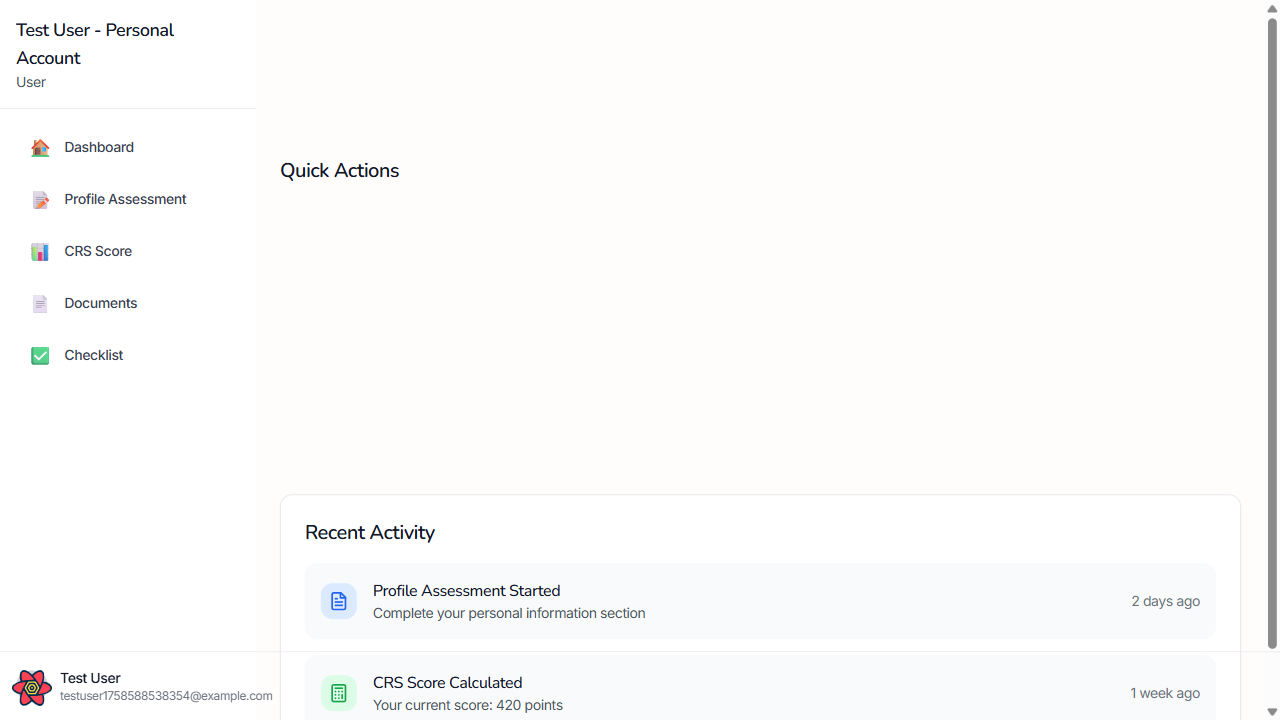 Test User - Personal
Account
User
Dashboard
Profile Assessment
CRS Score
Documents
Checklist
Test User
testuser1758588538354@example.com
Quick Actions
Recent Activity
Profile Assessment Started
Complete your personal information section
2 days ago
CRS Score Calculated
Your current score: 420 points
1 week ago